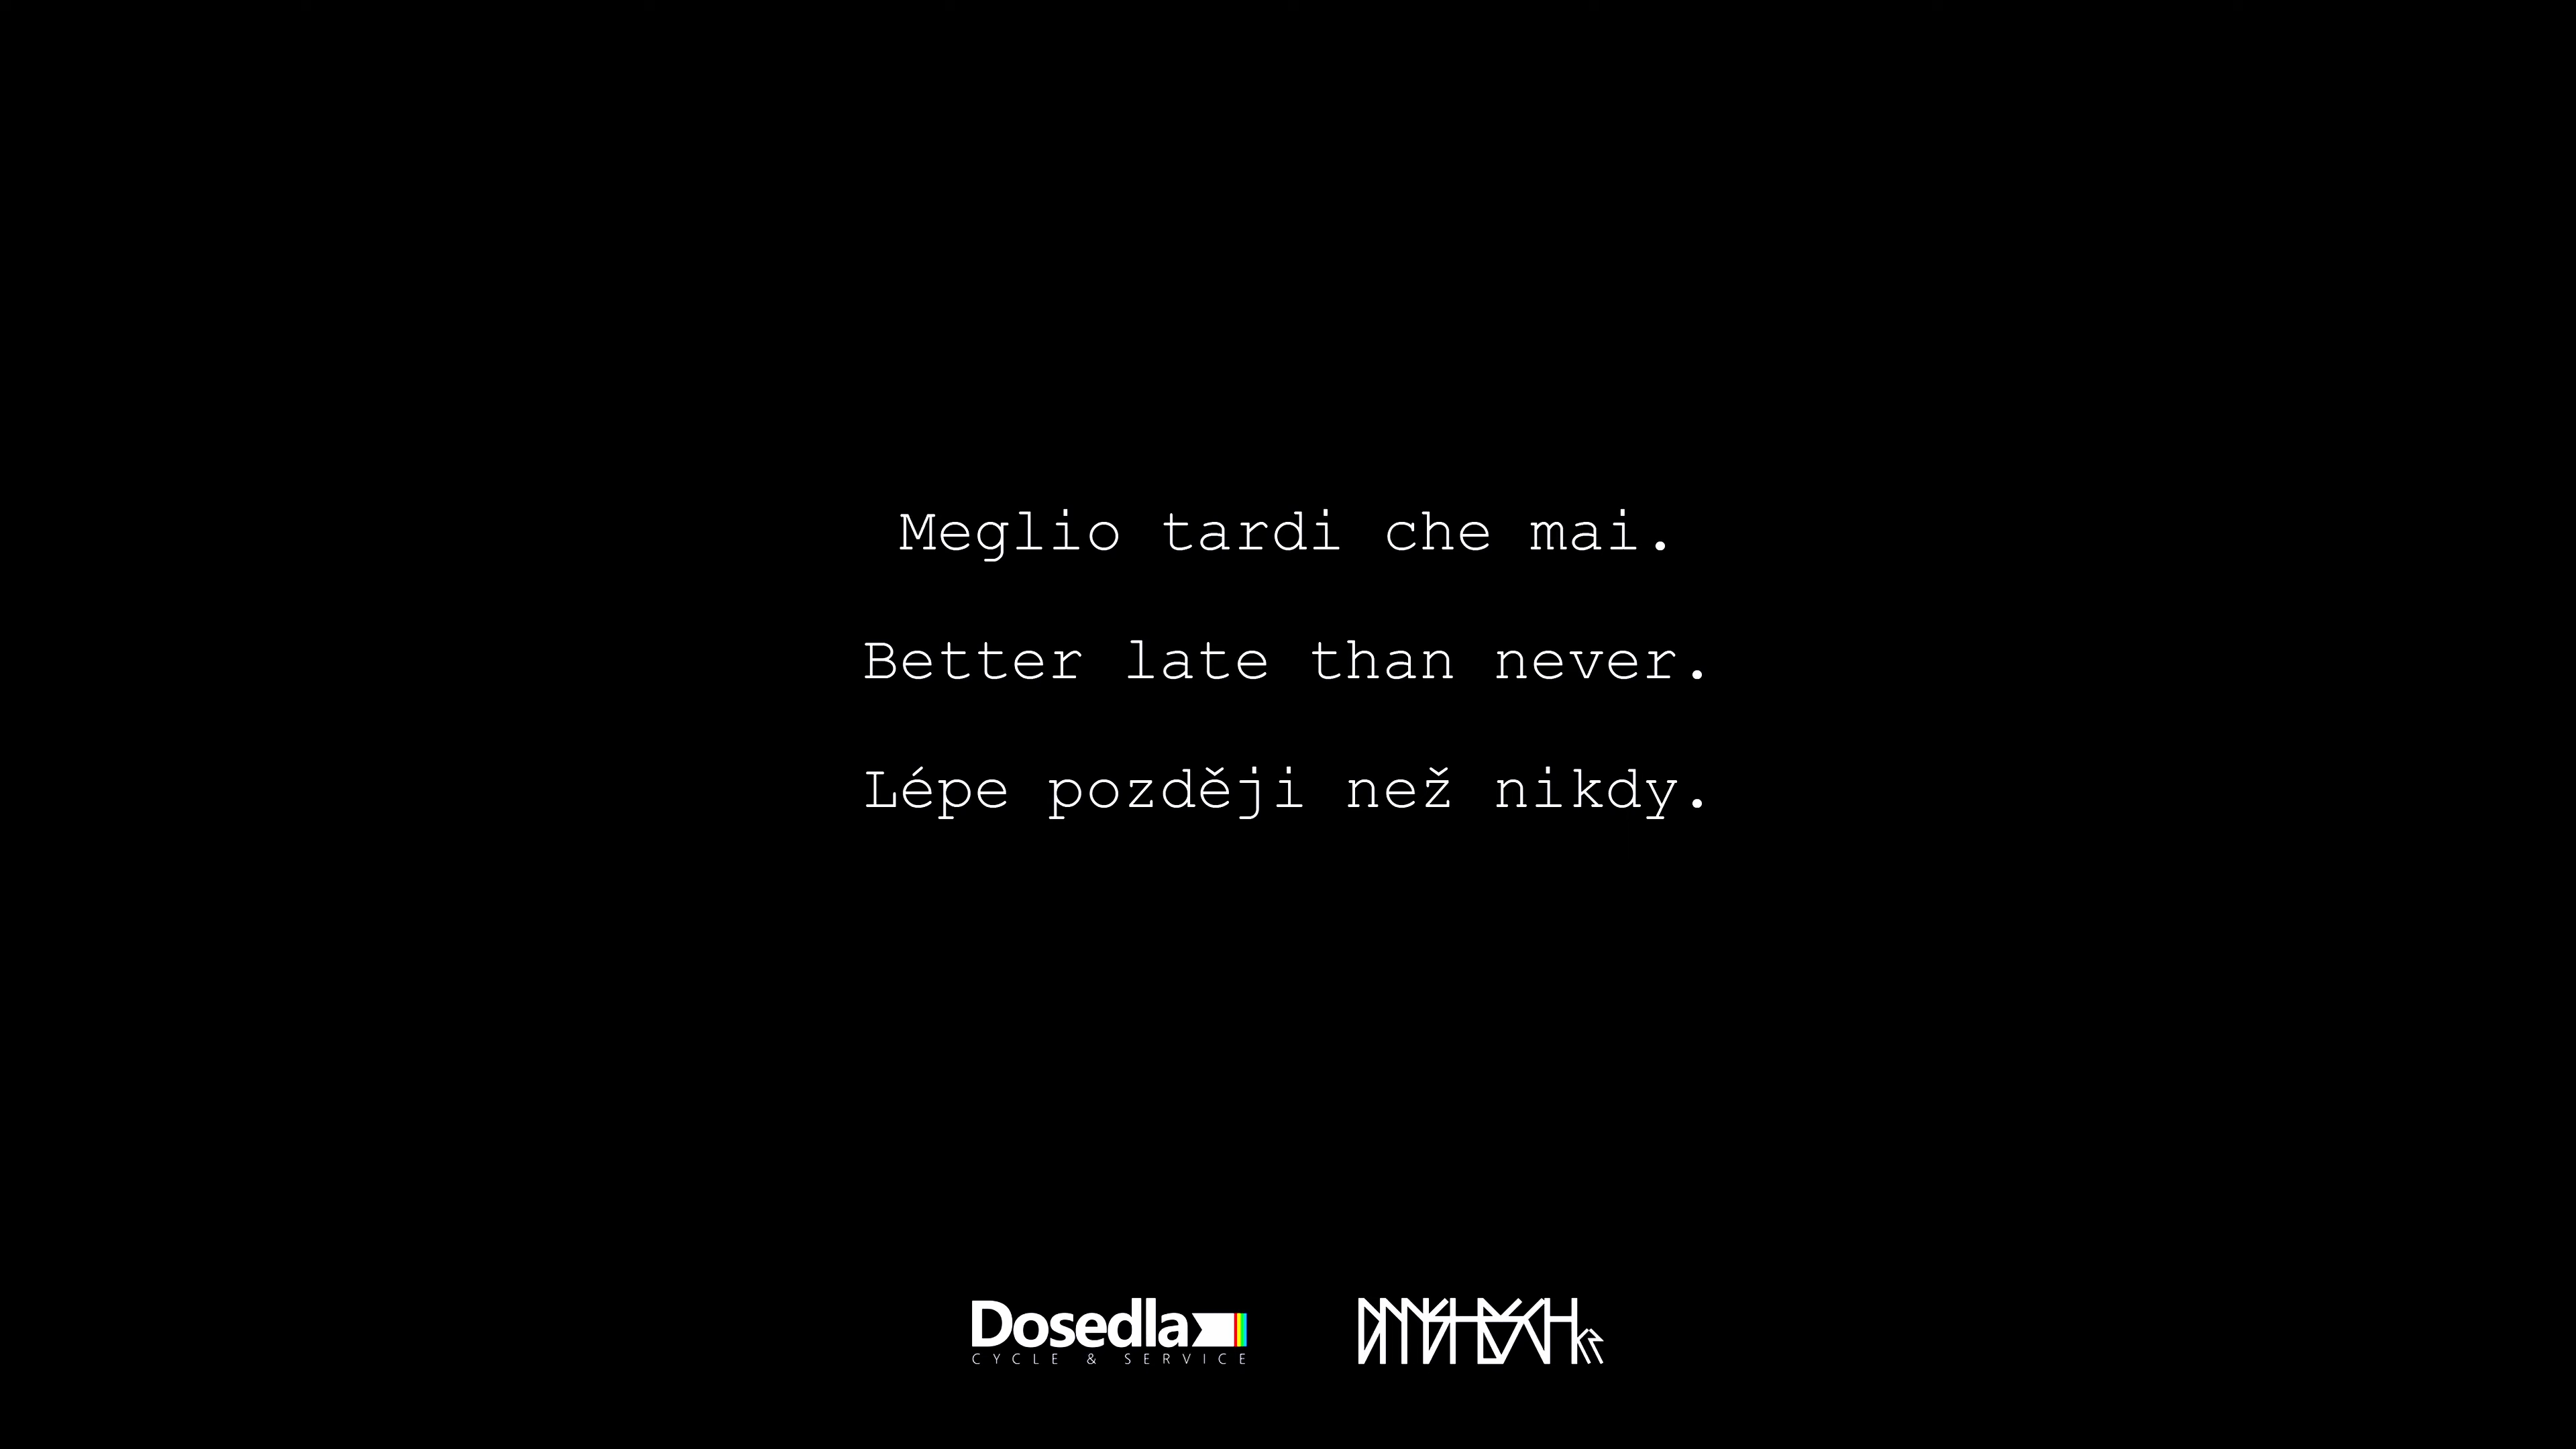 Meglio tardi che mai.
Better late than never.
Lépe později než nikdy.
Dosedla
CYCLE & SERVICE